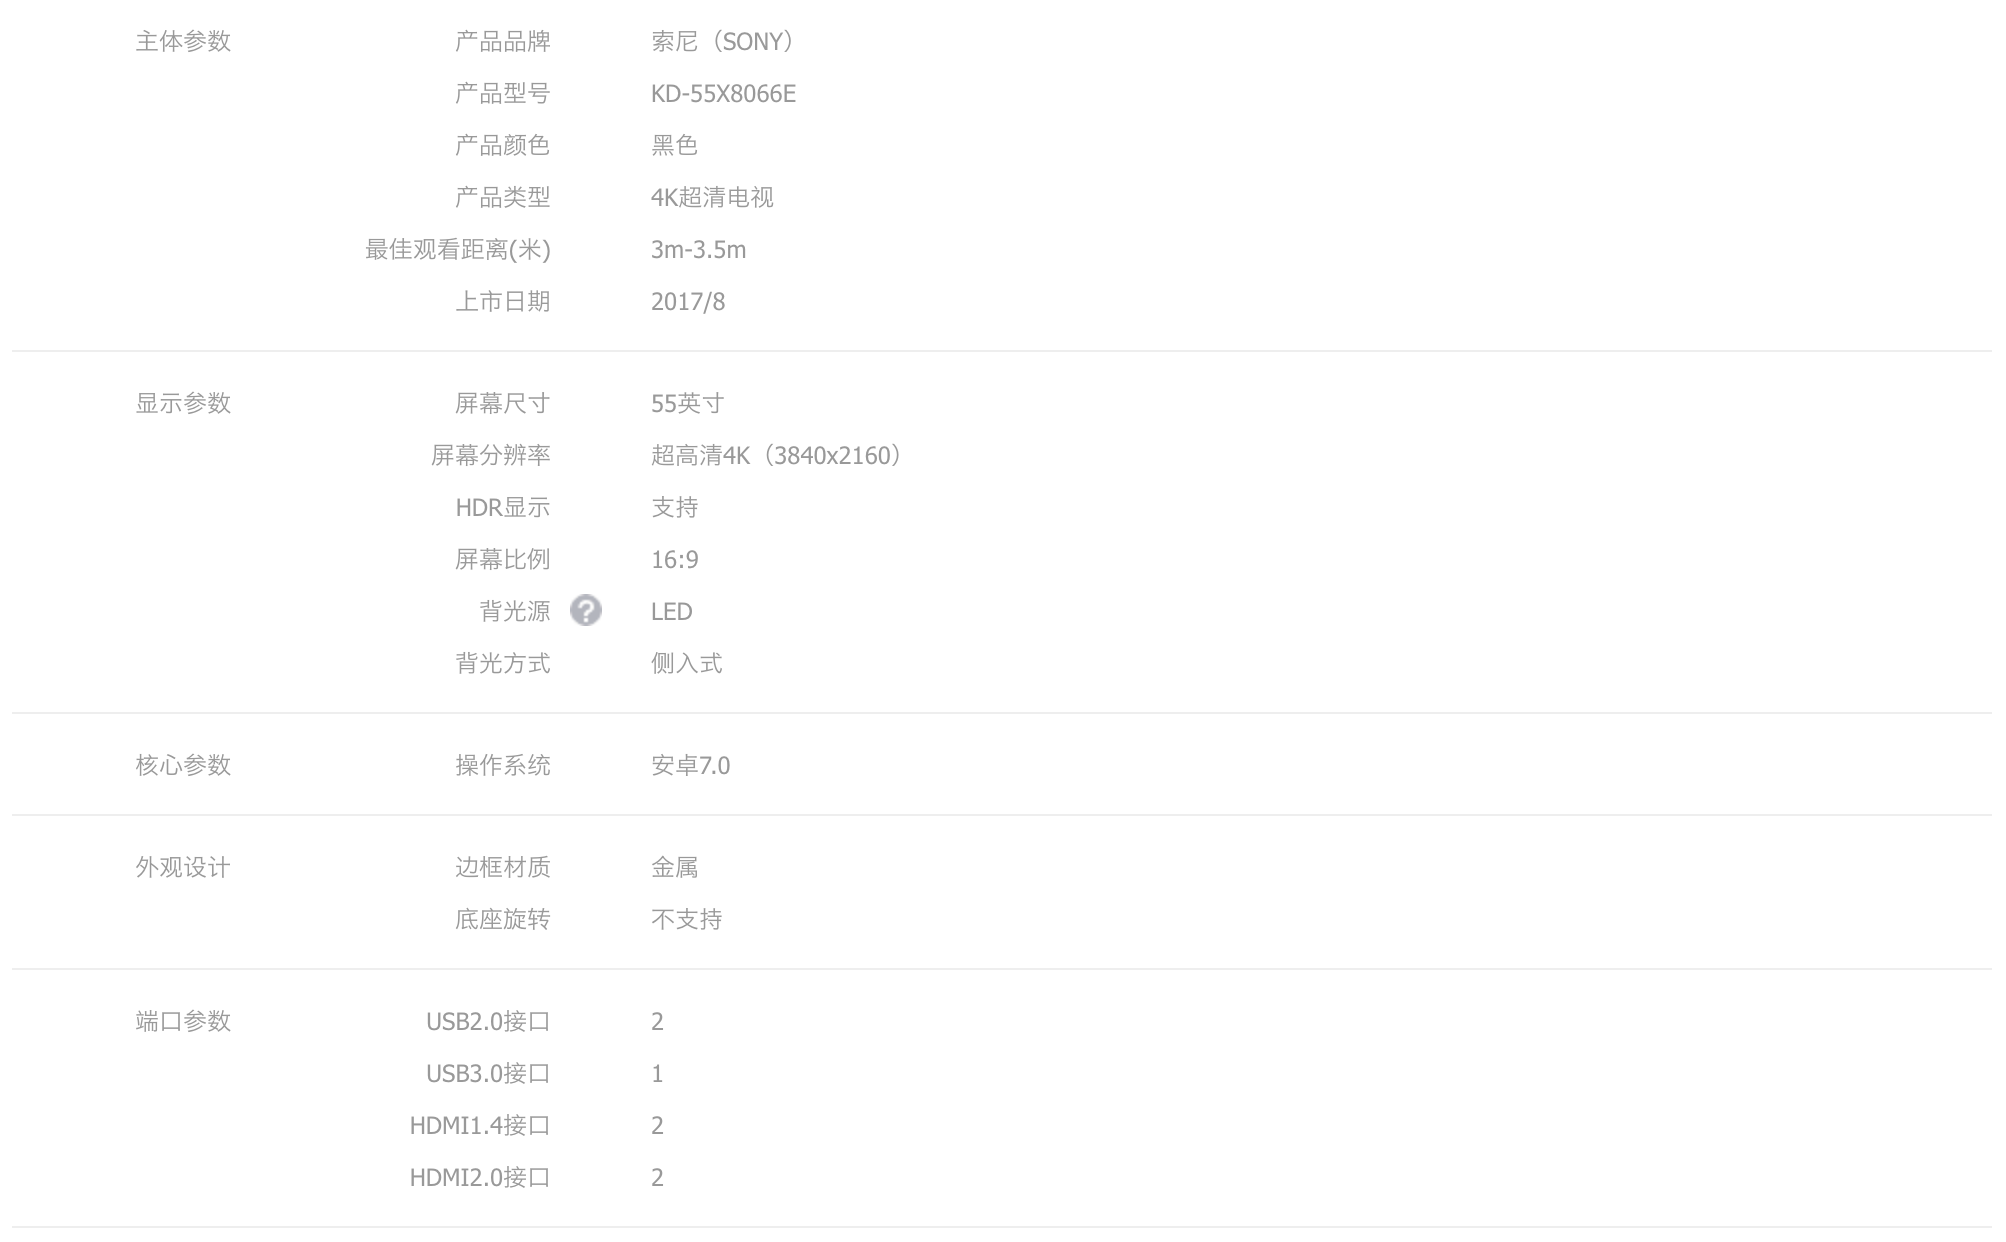 主体参数 产品品牌 索尼（SONY）
产品型号 KD-55X8066E
产品颜色 黑色
产品类型 4K超清电视
最佳观看距离(米) 3m-3.5m
上市日期 2017/8
显示参数 屏幕尺寸 55英寸
屏幕分辨率 超高清4K（3840x2160）
HDR显示 支持
屏幕比例 16:9
背光源 ? LED
背光方式 侧入式
核心参数 操作系统 安卓7.0
外观设计 边框材质 金属
底座旋转 不支持
端口参数 USB2.0接口 2
USB3.0接口 1
HDMI1.4接口 2
HDMI2.0接口 2